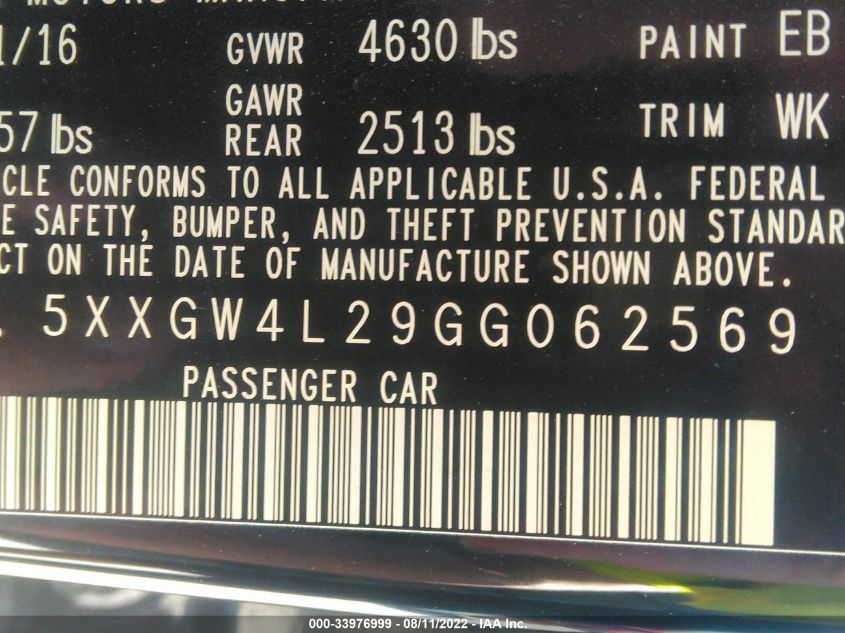 MOTORS
1/16 GVWR 4630 lbs PAINT EB
57 lbs GAWR REAR 2513 lbs TRIM WK
CLE CONFORMS TO ALL APPLICABLE U.S.A. FEDERAL
E SAFETY, BUMPER, AND THEFT PREVENTION STANDAR
CT ON THE DATE OF MANUFACTURE SHOWN ABOVE.
. 5XXGW4L29GG062569
PASSENGER CAR
000-33976999 - 08/11/2022 - IAA Inc.